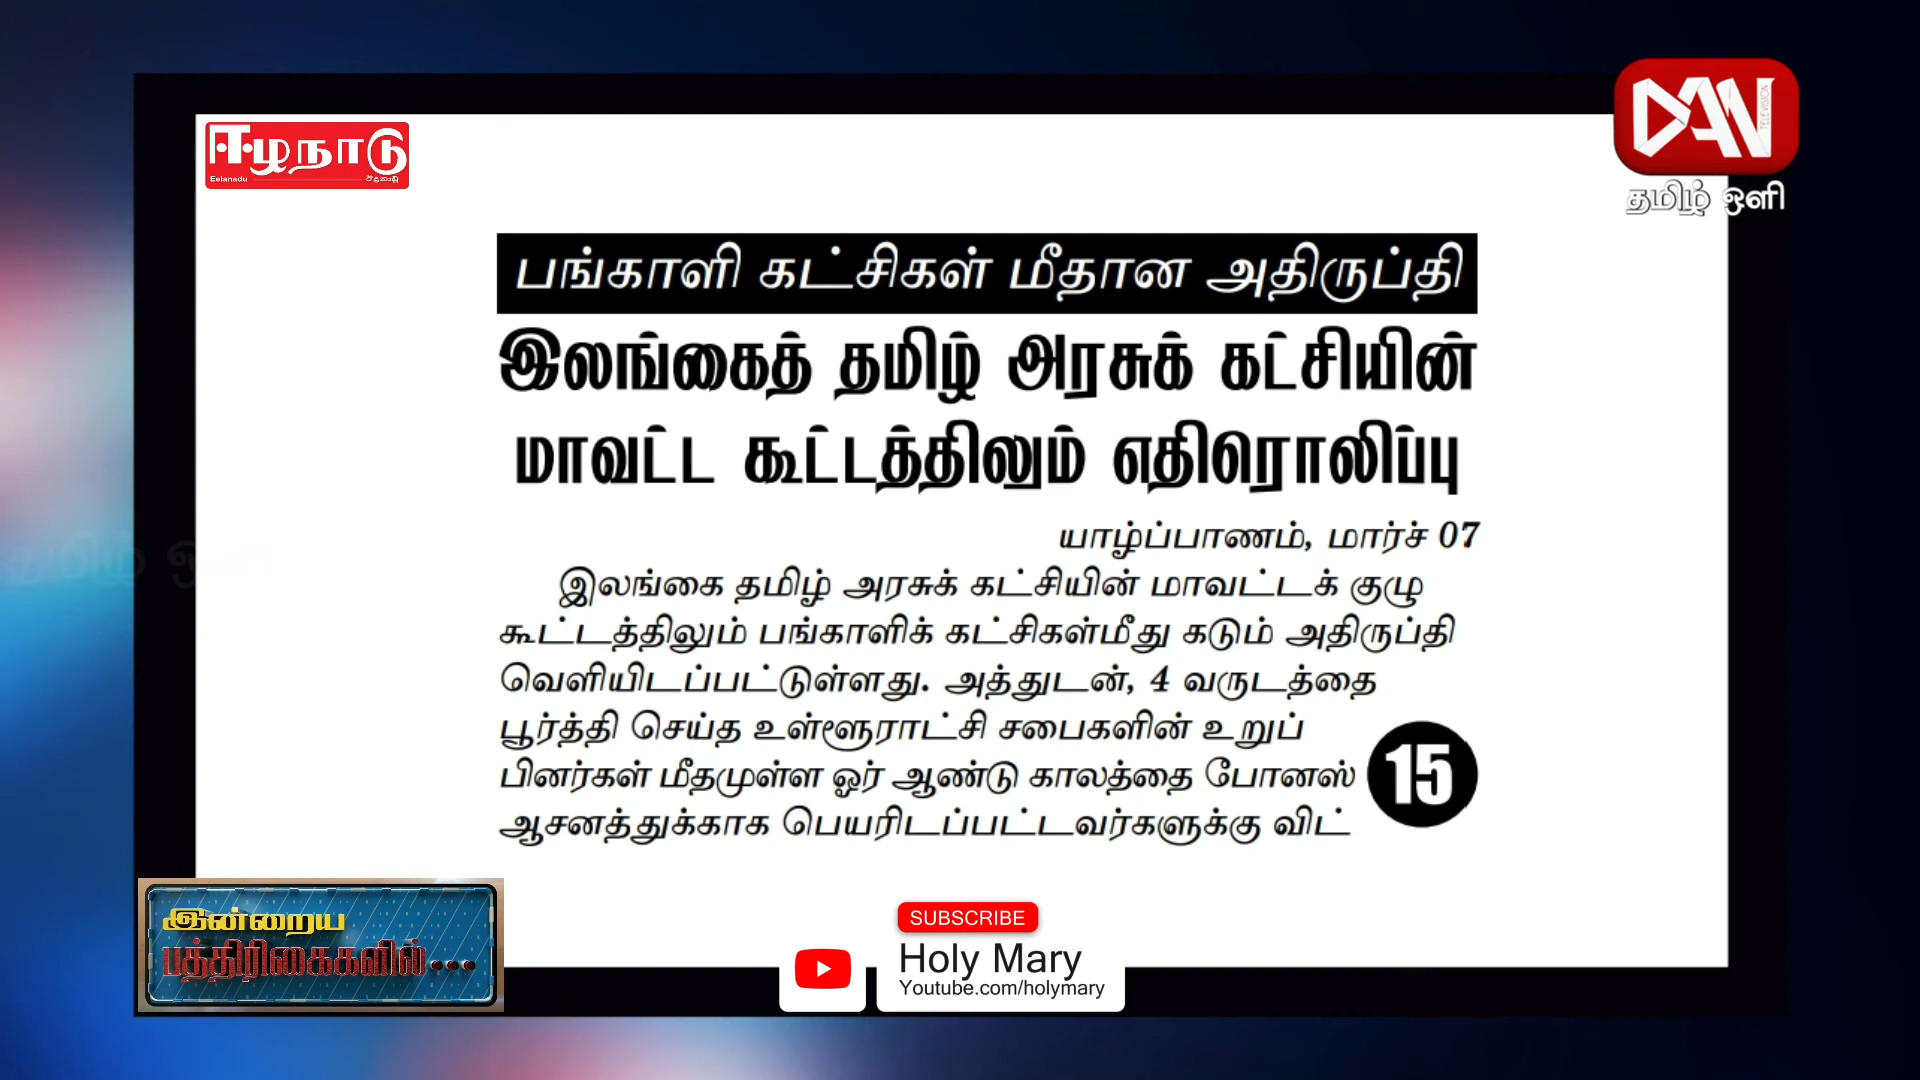 ஈழநாடு
Eelanadu
DAN
TELEVISION
தமிழ் ஒளி
பங்காளி கட்சிகள் மீதான அதிருப்தி
இலங்கைத் தமிழ் அரசுக் கட்சியின்
மாவட்ட கூட்டத்திலும் எதிரொலிப்பு
யாழ்ப்பாணம், மார்ச் 07
இலங்கை தமிழ் அரசுக் கட்சியின் மாவட்டக் குழு
கூட்டத்திலும் பங்காளிக் கட்சிகள்மீது கடும் அதிருப்தி
வெளியிடப்பட்டுள்ளது. அத்துடன், 4 வருடத்தை
பூர்த்தி செய்த உள்ளூராட்சி சபைகளின் உறுப்
பினர்கள் மீதமுள்ள ஓர் ஆண்டு காலத்தை போனஸ்
ஆசனத்துக்காக பெயரிடப்பட்டவர்களுக்கு விட்
15
தமிழ் ஒளி
இன்றைய
பத்திரிகைகளில்...
SUBSCRIBE
Holy Mary
Youtube.com/holymary